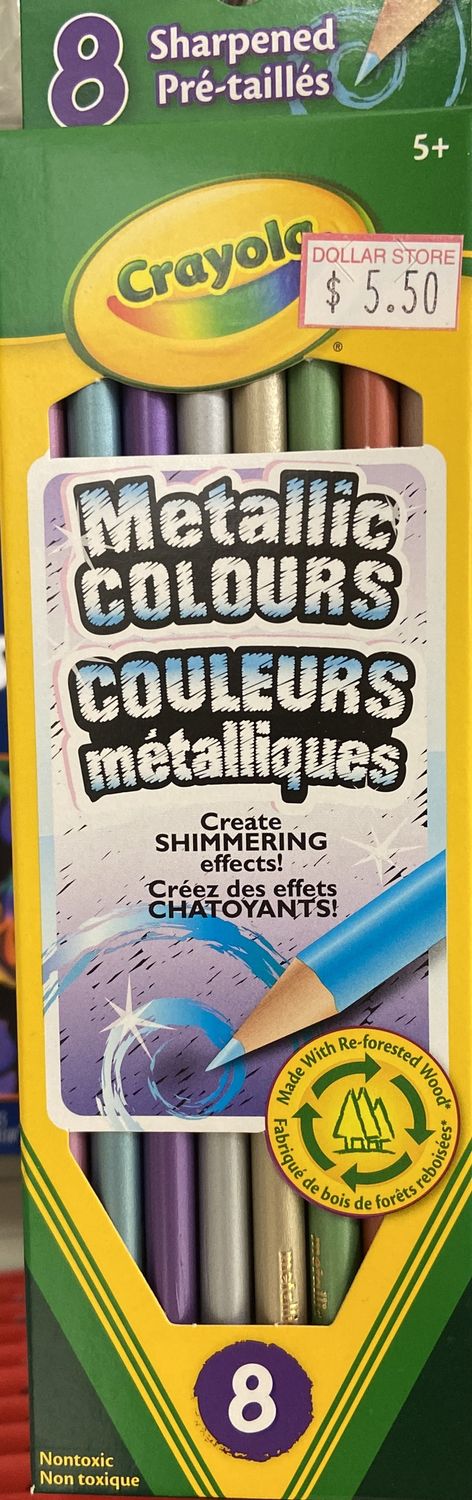 8
Sharpened
Pré-taillés
5+
Crayola
®
DOLLAR STORE
$ 5.50
Metallic
COLOURS
COULEURS
métalliques
Create
SHIMMERING
effects!
Créez des effets
CHATOYANTS!
Made With Re-forested Wood*
Fabriqué de bois de forêts reboisées*
8
Nontoxic
Non toxique